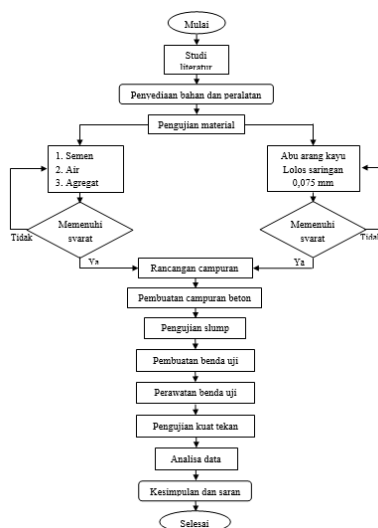 Mulai
Studi
literatur
Penyediaan bahan dan peralatan
Pengujian material
1. Semen
2. Air
3. Agregat
Abu arang kayu
Lolos saringan
0,075 mm
Memenuhi
syarat
Tidak
Ya
Memenuhi
syarat
Tidak
Ya
Rancangan campuran
Pembuatan campuran beton
Pengujian slump
Pembuatan benda uji
Perawatan benda uji
Pengujian kuat tekan
Analisa data
Kesimpulan dan saran
Selesai